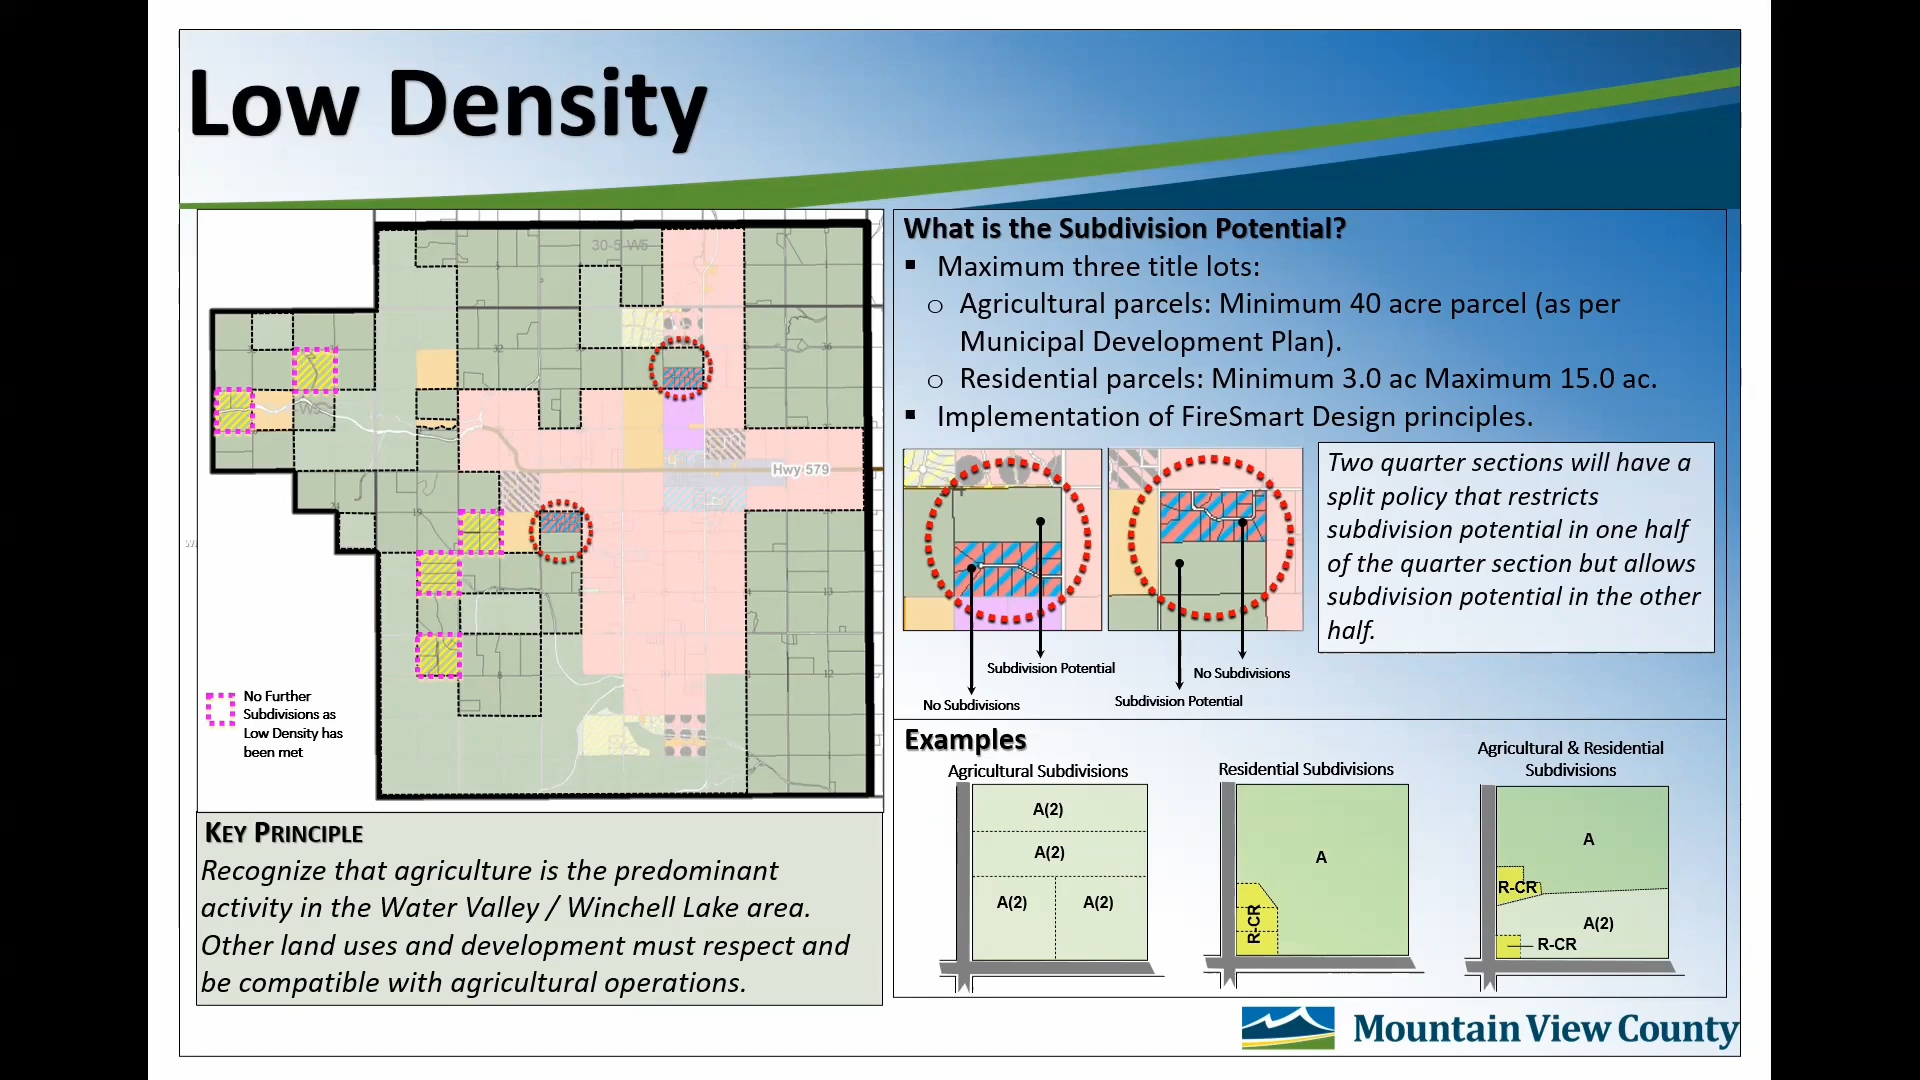 Low Density
30-5-W5
32
32
36
Hwy 579
19
13
8
12
No Further
Subdivisions as
Low Density has
been met
KEY PRINCIPLE
Recognize that agriculture is the predominant
activity in the Water Valley / Winchell Lake area.
Other land uses and development must respect and
be compatible with agricultural operations.
What is the Subdivision Potential?
▪ Maximum three title lots:
o Agricultural parcels: Minimum 40 acre parcel (as per
Municipal Development Plan).
o Residential parcels: Minimum 3.0 ac Maximum 15.0 ac.
▪ Implementation of FireSmart Design principles.
Subdivision Potential
No Subdivisions
No Subdivisions
Subdivision Potential
Two quarter sections will have a
split policy that restricts
subdivision potential in one half
of the quarter section but allows
subdivision potential in the other
half.
Examples
Agricultural Subdivisions
A(2)
A(2)
A(2) A(2)
Residential Subdivisions
A
R-CR
Agricultural & Residential
Subdivisions
A
R-CR
A(2)
R-CR
Mountain View County